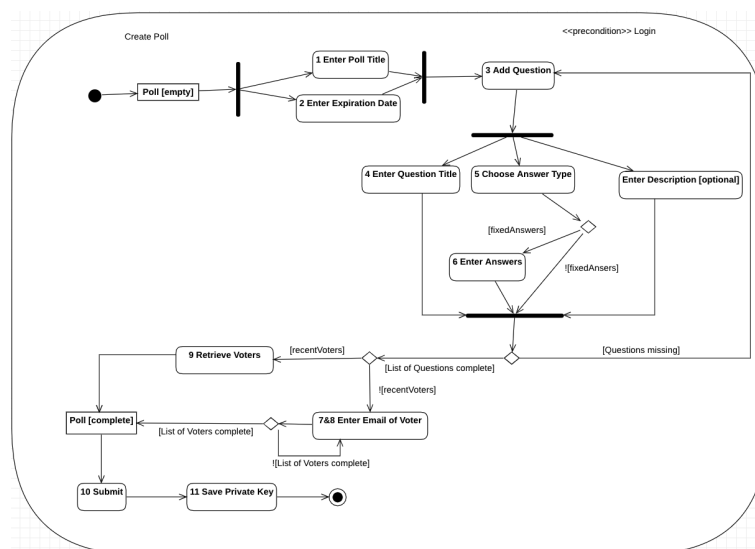 Create Poll
<<precondition>> Login
1 Enter Poll Title
3 Add Question
Poll [empty]
2 Enter Expiration Date
4 Enter Question Title
5 Choose Answer Type
Enter Description [optional]
[fixedAnswers]
6 Enter Answers
![fixedAnsers]
9 Retrieve Voters
[recentVoters]
[Questions missing]
[List of Questions complete]
![recentVoters]
Poll [complete]
7&8 Enter Email of Voter
[List of Voters complete]
![List of Voters complete]
10 Submit
11 Save Private Key